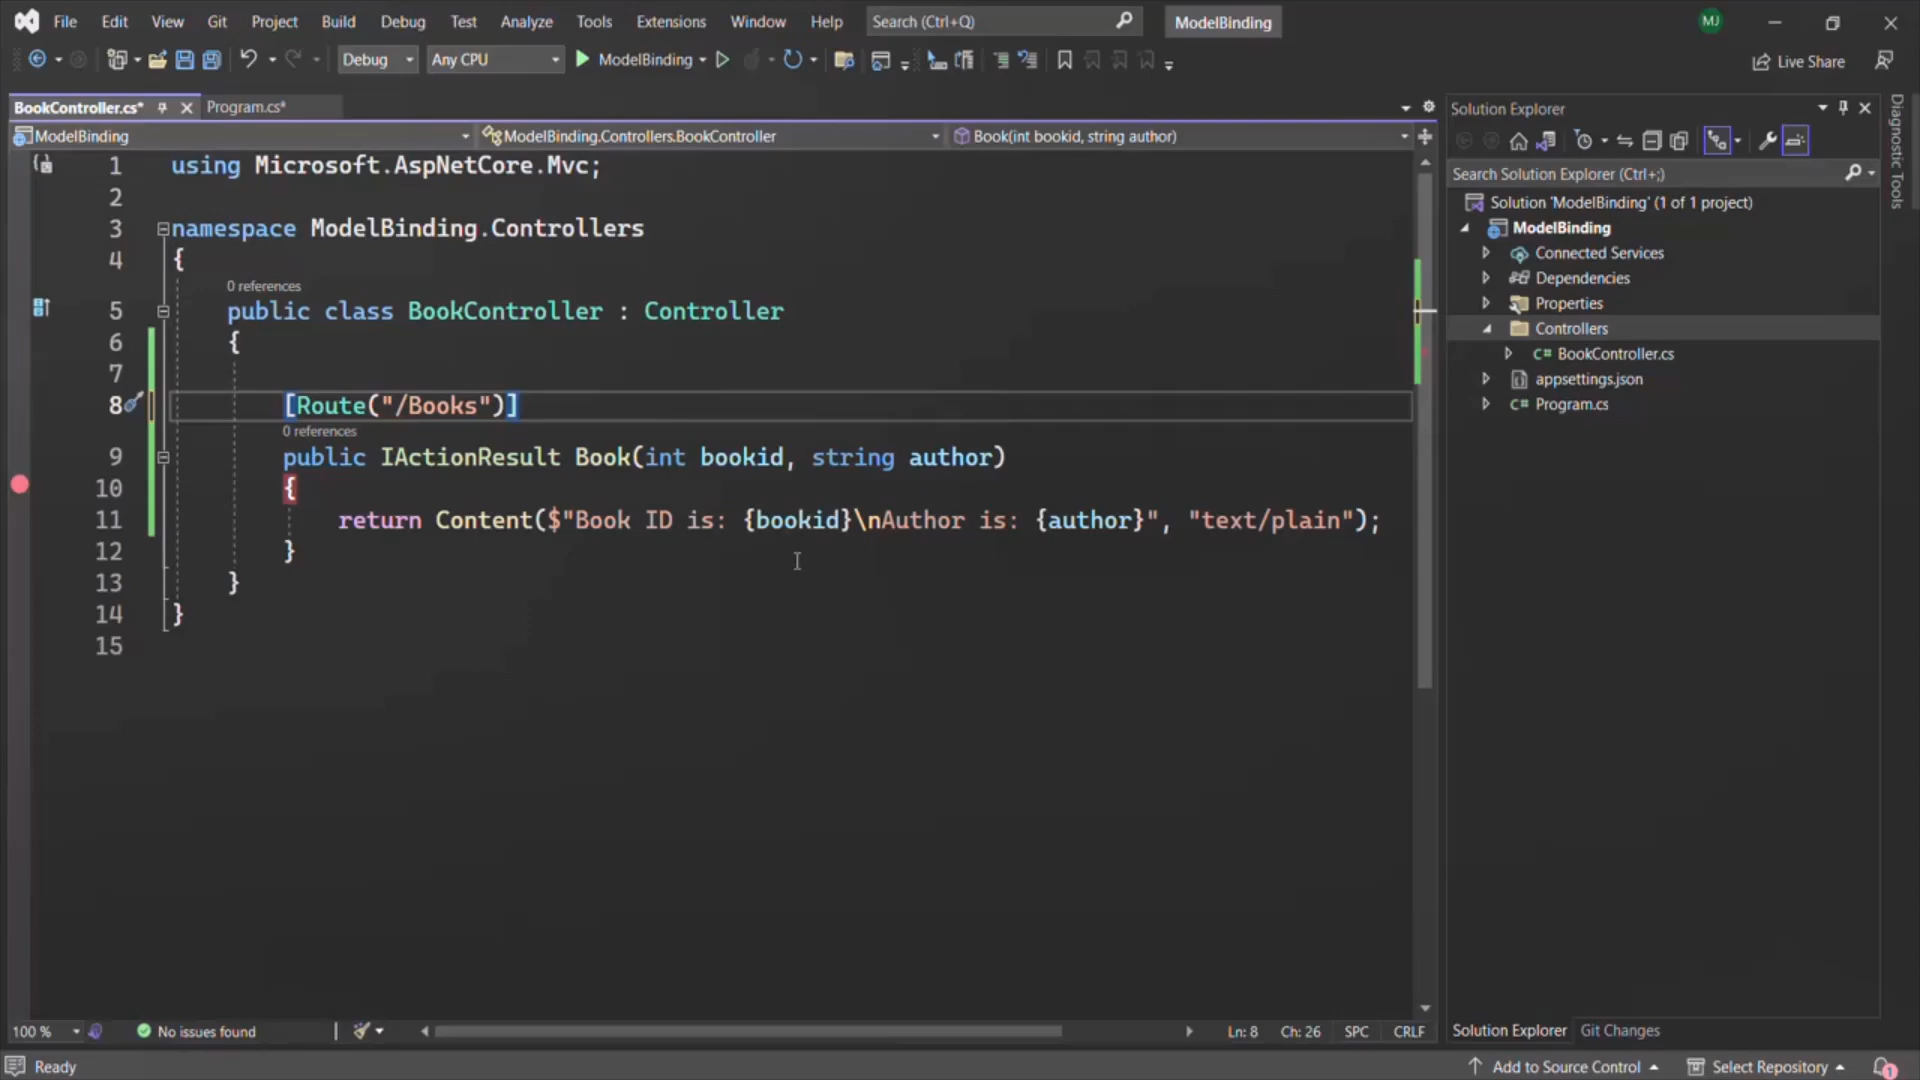 File Edit View Git Project Build Debug Test Analyze Tools Extensions Window Help Search (Ctrl+Q) ModelBinding MJ
Debug Any CPU ModelBinding Live Share
BookController.cs* Program.cs*
ModelBinding ModelBinding.Controllers.BookController Book(int bookid, string author)
1 using Microsoft.AspNetCore.Mvc;
2
3 namespace ModelBinding.Controllers
4 {
0 references
5 public class BookController : Controller
6 {
7
8 [Route("/Books")]
0 references
9 public IActionResult Book(int bookid, string author)
10 {
11 return Content($"Book ID is: {bookid}\nAuthor is: {author}", "text/plain");
12 }
13 }
14 }
15
100 % No issues found Ln: 8 Ch: 26 SPC CRLF
Solution Explorer
Search Solution Explorer (Ctrl+;)
Solution 'ModelBinding' (1 of 1 project)
ModelBinding
Connected Services
Dependencies
Properties
Controllers
C# BookController.cs
appsettings.json
C# Program.cs
Solution Explorer Git Changes
Diagnostic Tools
Ready Add to Source Control Select Repository 1